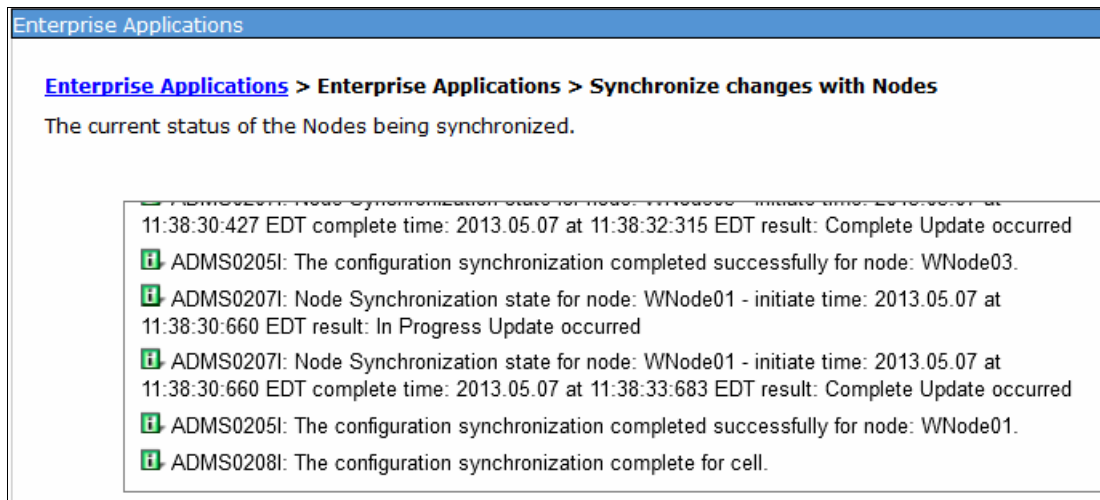 Enterprise Applications
Enterprise Applications > Enterprise Applications > Synchronize changes with Nodes
The current status of the Nodes being synchronized.
11:38:30:427 EDT complete time: 2013.05.07 at 11:38:32:315 EDT result: Complete Update occurred
ADMS0205I: The configuration synchronization completed successfully for node: WNode03.
ADMS0207I: Node Synchronization state for node: WNode01 - initiate time: 2013.05.07 at
11:38:30:660 EDT result: In Progress Update occurred
ADMS0207I: Node Synchronization state for node: WNode01 - initiate time: 2013.05.07 at
11:38:30:660 EDT complete time: 2013.05.07 at 11:38:33:683 EDT result: Complete Update occurred
ADMS0205I: The configuration synchronization completed successfully for node: WNode01.
ADMS0208I: The configuration synchronization complete for cell.